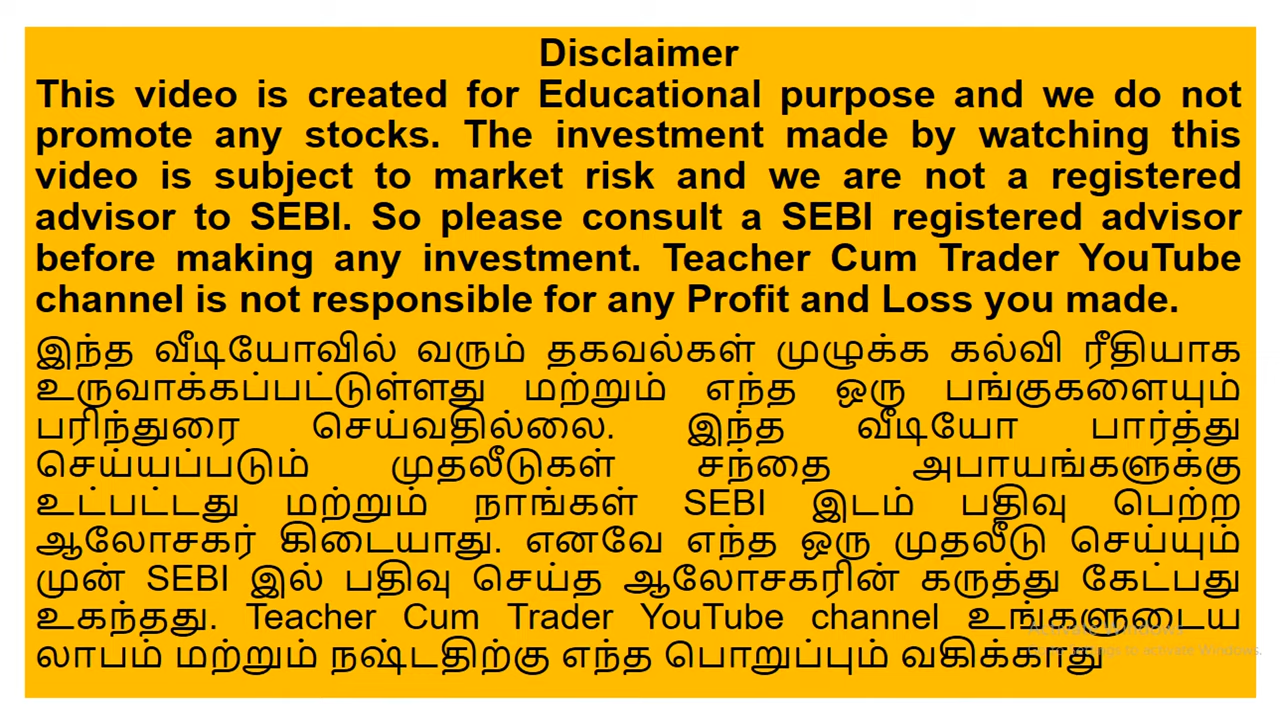 Disclaimer
This video is created for Educational purpose and we do not
promote any stocks. The investment made by watching this
video is subject to market risk and we are not a registered
advisor to SEBI. So please consult a SEBI registered advisor
before making any investment. Teacher Cum Trader YouTube
channel is not responsible for any Profit and Loss you made.
இந்த வீடியோவில் வரும் தகவல்கள் முழுக்க கல்வி ரீதியாக
உருவாக்கப்பட்டுள்ளது மற்றும் எந்த ஒரு பங்குகளையும்
பரிந்துரை செய்வதில்லை. இந்த வீடியோ பார்த்து
செய்யப்படும் முதலீடுகள் சந்தை அபாயங்களுக்கு
உட்பட்டது மற்றும் நாங்கள் SEBI இடம் பதிவு பெற்ற
ஆலோசகர் கிடையாது. எனவே எந்த ஒரு முதலீடு செய்யும்
முன் SEBI இல் பதிவு செய்த ஆலோசகரின் கருத்து கேட்பது
உகந்தது. Teacher Cum Trader YouTube channel உங்களுடைய
லாபம் மற்றும் நஷ்டதிற்கு எந்த பொறுப்பும் வகிக்காது
Activate Windows
settings to activate Windows.